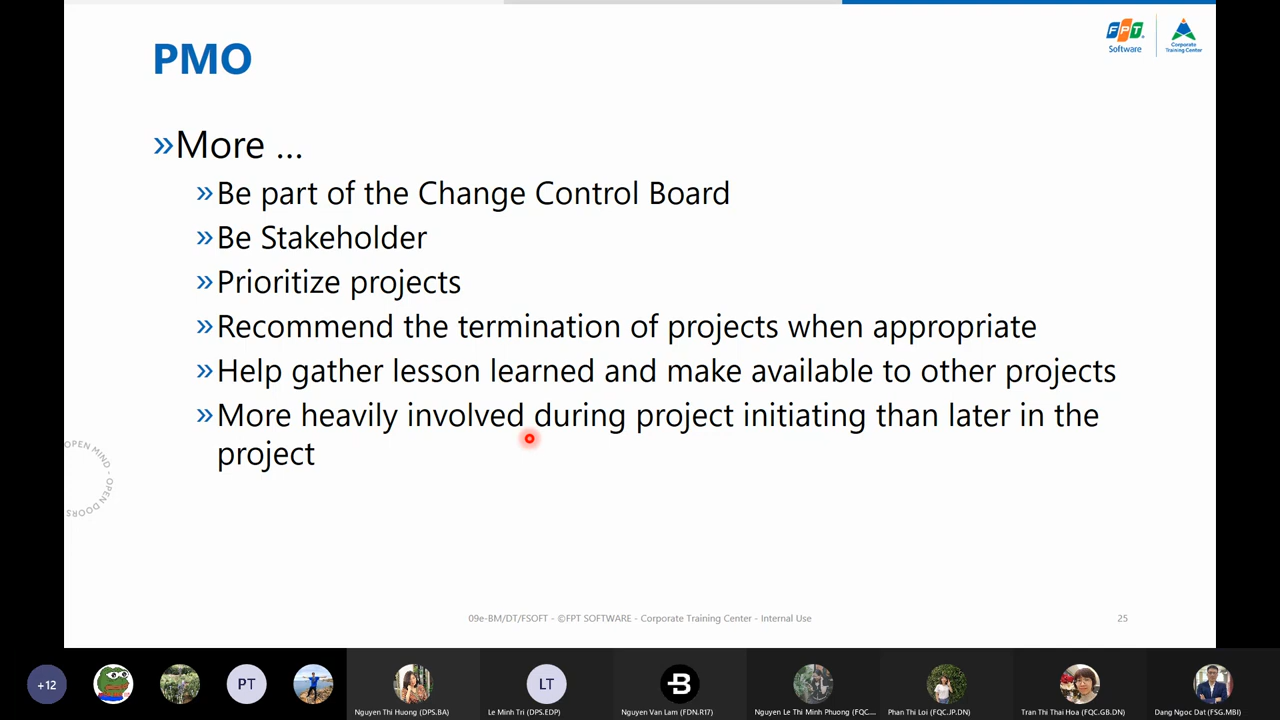 PMO
FPT
Software
Corporate
Training Center
»More ...
»Be part of the Change Control Board
»Be Stakeholder
»Prioritize projects
»Recommend the termination of projects when appropriate
»Help gather lesson learned and make available to other projects
»More heavily involved during project initiating than later in the
project
OPEN MIND - OPEN DOORS
09e-BM/DT/FSOFT - ©FPT SOFTWARE - Corporate Training Center - Internal Use
25
+12
PT
LT
B
Nguyen Thi Huong (DPS.BA)
Le Minh Tri (DPS.EDP)
Nguyen Van Lam (FDN.R17)
Nguyen Le Thi Minh Phuong (FQC....
Phan Thi Loi (FQC.JP.DN)
Tran Thi Thai Hoa (FQC.GB.DN)
Dang Ngoc Dat (FSG.MBI)